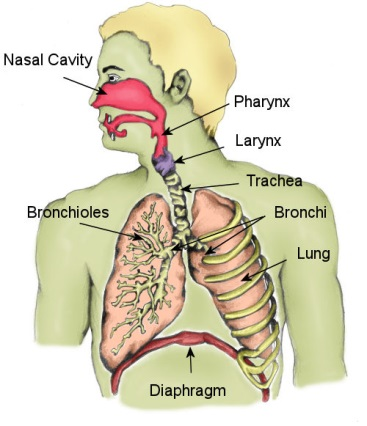 Nasal Cavity
Pharynx
Larynx
Trachea
Bronchioles
Bronchi
Lung
Diaphragm